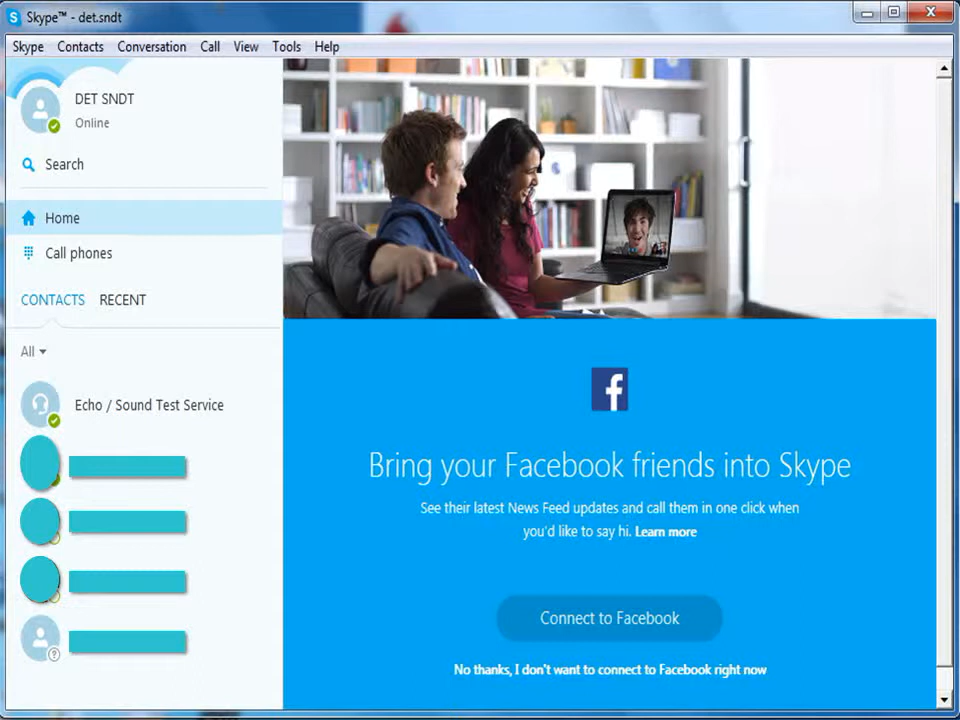 Skype™ - det.sndt
Skype Contacts Conversation Call View Tools Help
DET SNDT
Online
Search
Home
Call phones
CONTACTS RECENT
All
Echo / Sound Test Service
f
Bring your Facebook friends into Skype
See their latest News Feed updates and call them in one click when
you'd like to say hi. Learn more
Connect to Facebook
No thanks, I don't want to connect to Facebook right now